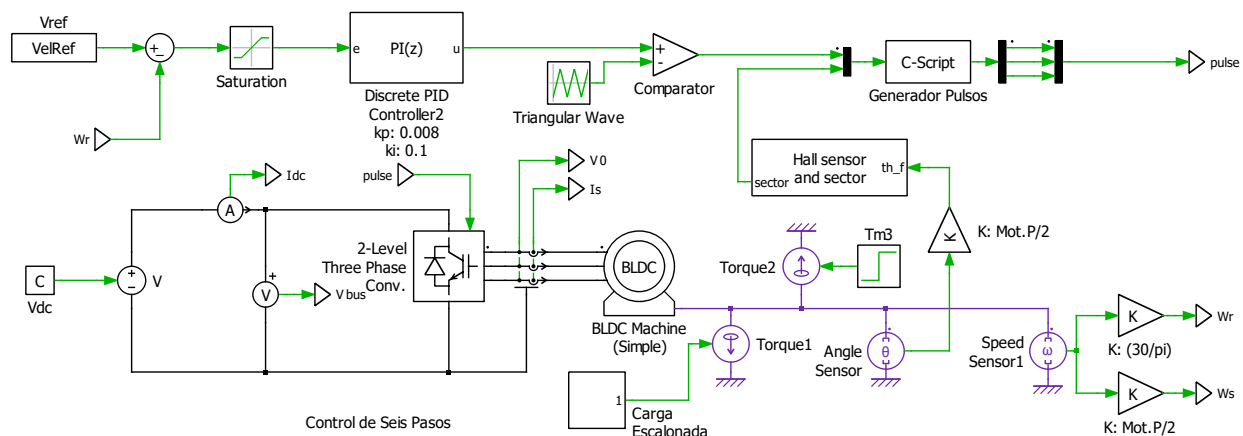 Vref
VelRef
+
−
Saturation
e
PI(z)
u
Discrete PID
Controller2
kp: 0.008
ki: 0.1
Triangular Wave
+
-
Comparator
C-Script
Generador Pulsos
pulse
Wr
Idc
A
pulse
V0
Is
Hall sensor
and sector
th_f
sector
K
K: Mot.P/2
C
Vdc
+
−
V
+
V
Vbus
2-Level
Three Phase
Conv.
BLDC
BLDC Machine
(Simple)
Torque2
Tm3
Torque1
Angle
Sensor
θ
Speed
Sensor1
ω
K
K: (30/pi)
Wr
K
K: Mot.P/2
Ws
1
Carga
Escalonada
Control de Seis Pasos